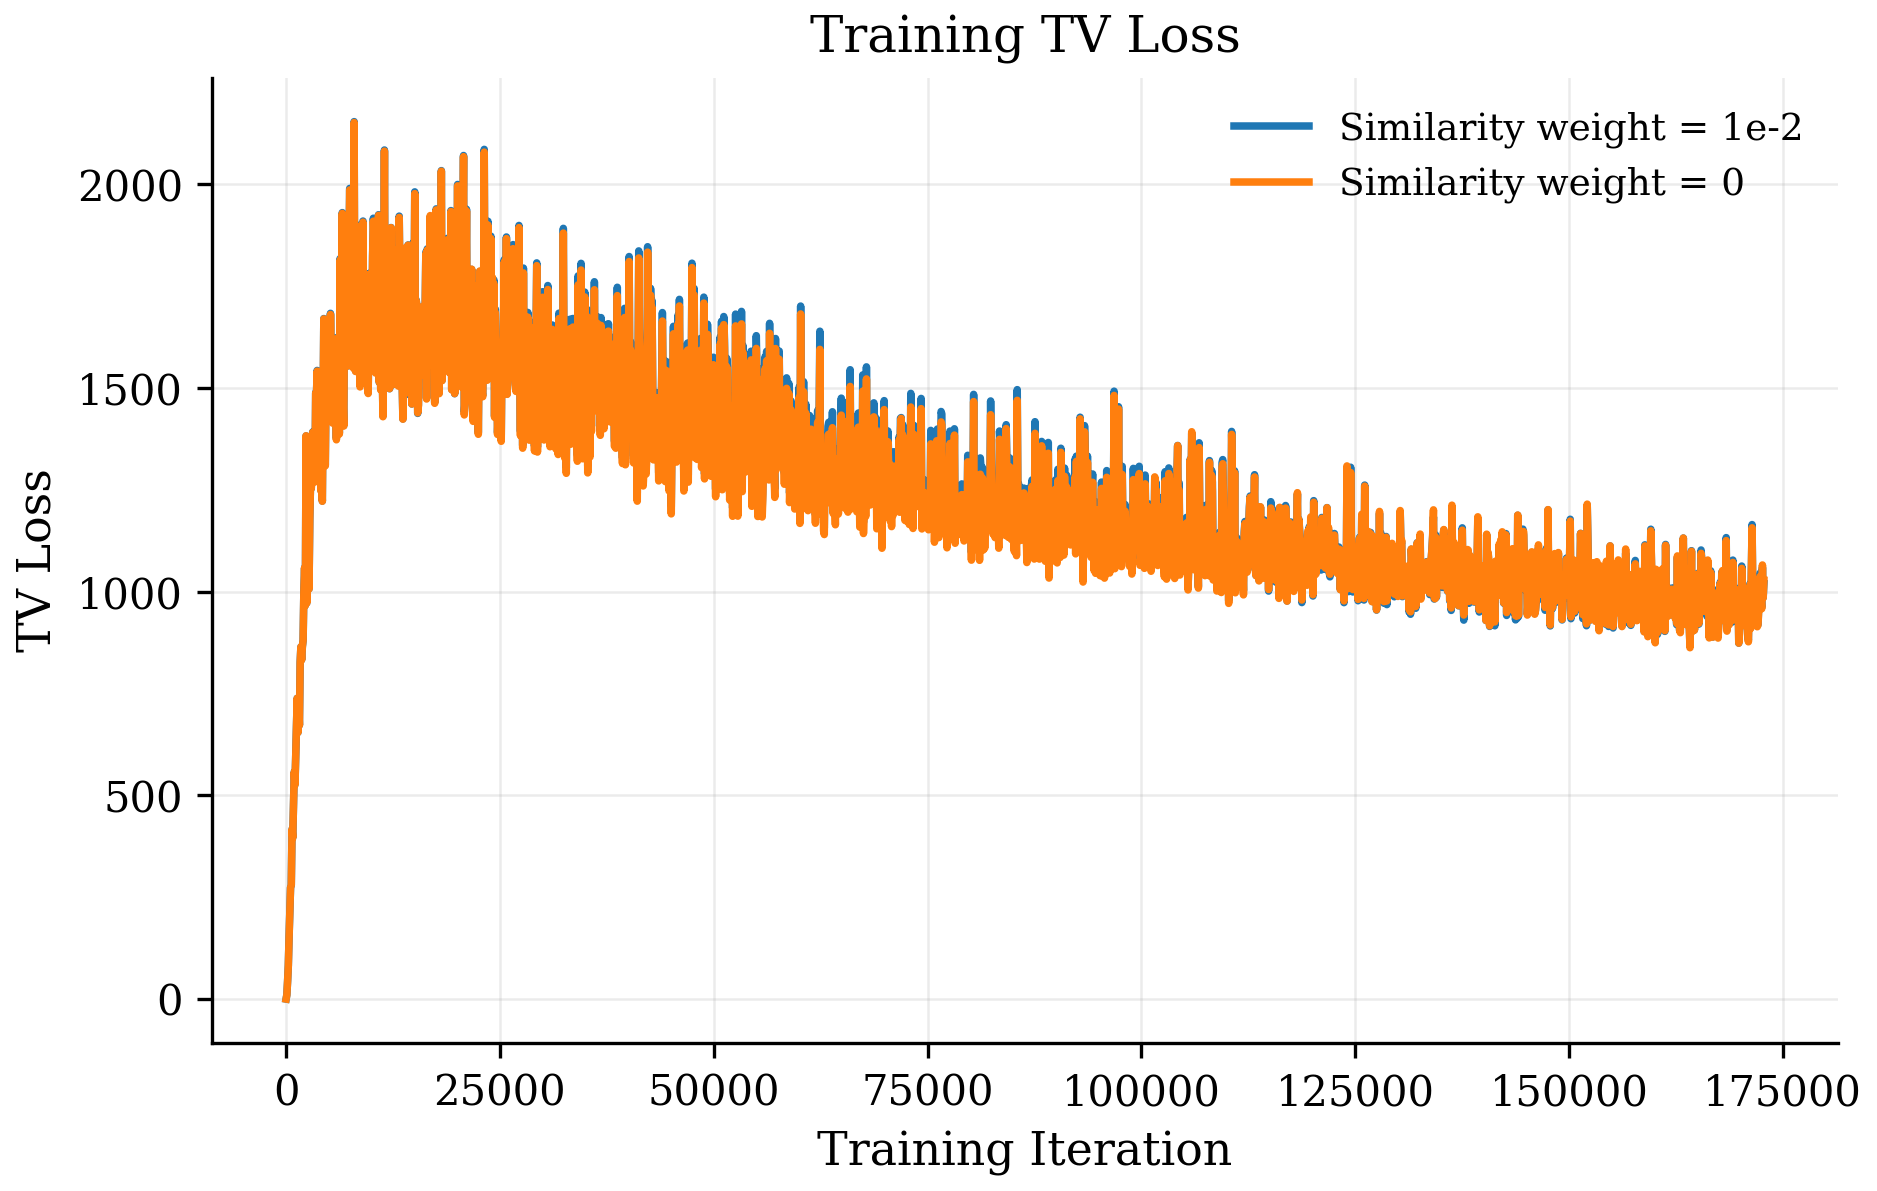 Training TV Loss
Similarity weight = 1e-2
Similarity weight = 0
TV Loss
2000
1500
1000
500
0
0 25000 50000 75000 100000 125000 150000 175000
Training Iteration